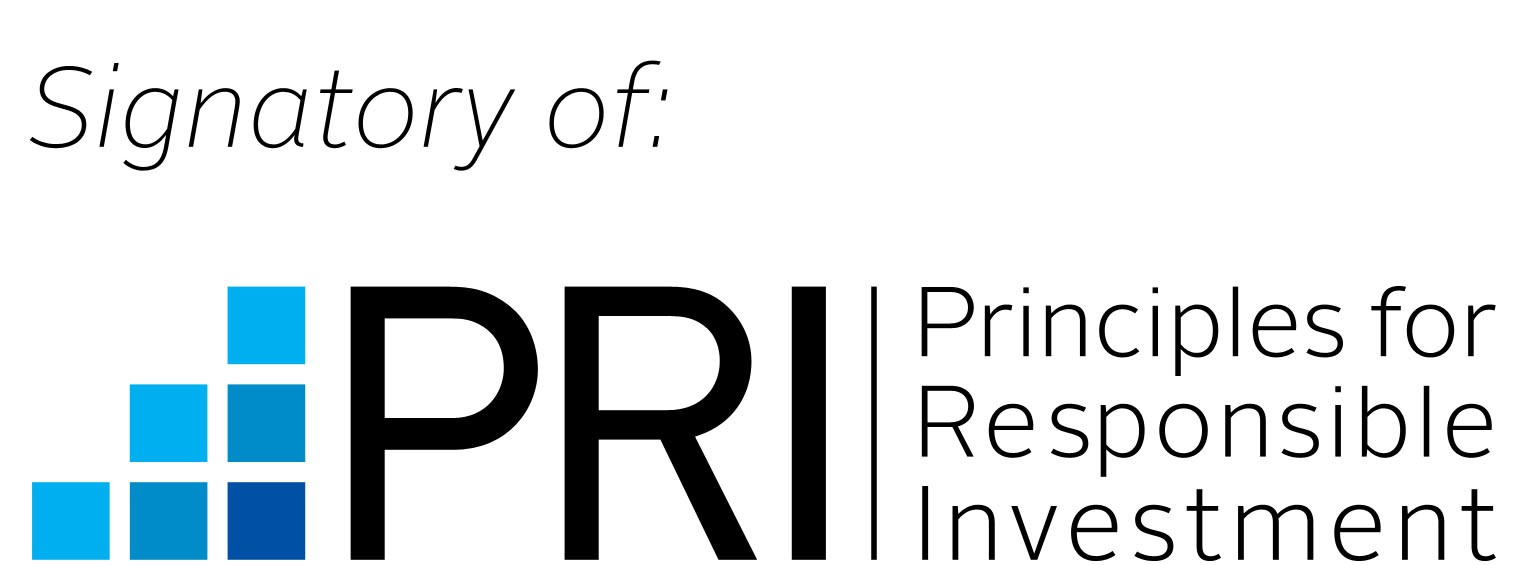 Signatory of:
PRI
Principles for
Responsible
Investment